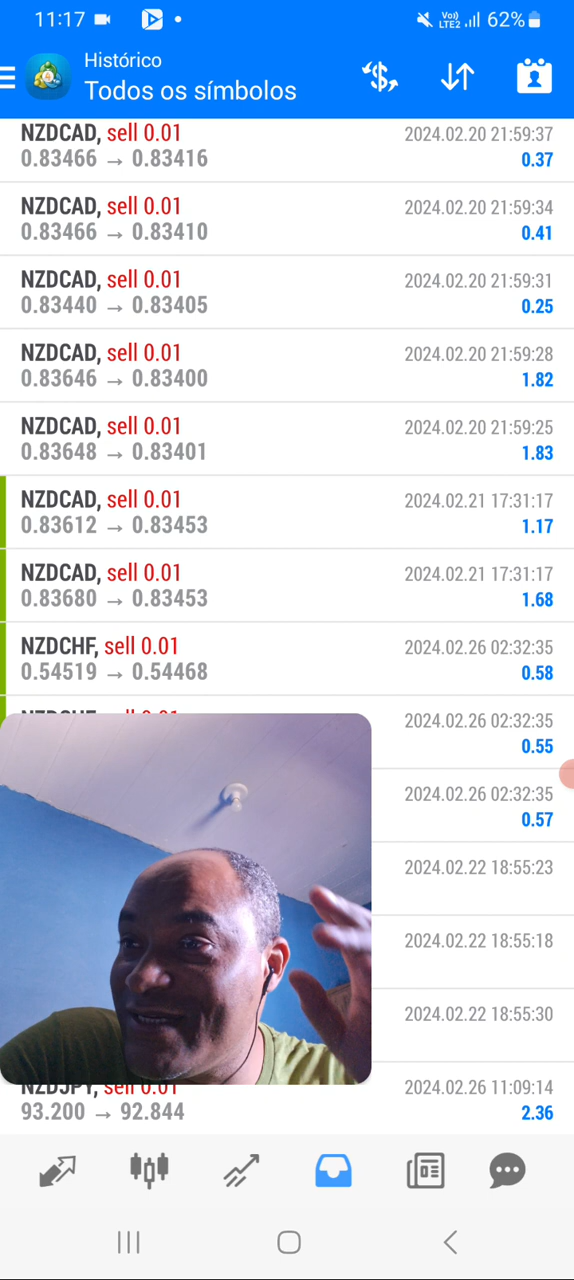 11:17
Vo))
LTE2
62%
Histórico
Todos os símbolos
NZDCAD, sell 0.01
2024.02.20 21:59:37
0.83466 → 0.83416
0.37
NZDCAD, sell 0.01
2024.02.20 21:59:34
0.83466 → 0.83410
0.41
NZDCAD, sell 0.01
2024.02.20 21:59:31
0.83440 → 0.83405
0.25
NZDCAD, sell 0.01
2024.02.20 21:59:28
0.83646 → 0.83400
1.82
NZDCAD, sell 0.01
2024.02.20 21:59:25
0.83648 → 0.83401
1.83
NZDCAD, sell 0.01
2024.02.21 17:31:17
0.83612 → 0.83453
1.17
NZDCAD, sell 0.01
2024.02.21 17:31:17
0.83680 → 0.83453
1.68
NZDCHF, sell 0.01
2024.02.26 02:32:35
0.54519 → 0.54468
0.58
2024.02.26 02:32:35
0.55
2024.02.26 02:32:35
0.57
2024.02.22 18:55:23
2024.02.22 18:55:18
2024.02.22 18:55:30
NZDJPY, sell 0.01
2024.02.26 11:09:14
93.200 → 92.844
2.36